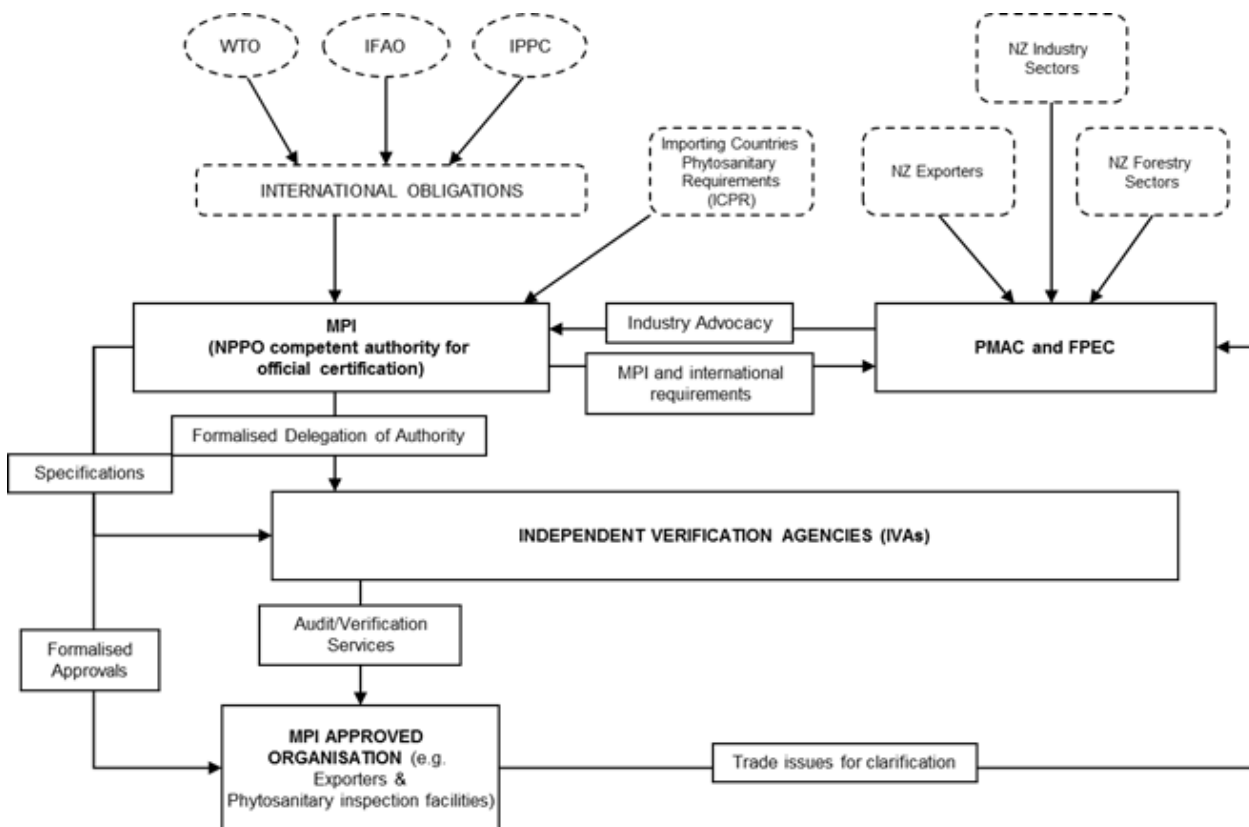 WTO
IFAO
IPPC
NZ Industry
Sectors
Importing Countries
Phytosanitary
Requirements
(ICPR)
NZ Exporters
NZ Forestry
Sectors
INTERNATIONAL OBLIGATIONS
MPI
(NPPO competent authority for
official certification)
Industry Advocacy
MPI and international
requirements
PMAC and FPEC
Formalised Delegation of Authority
Specifications
INDEPENDENT VERIFICATION AGENCIES (IVAs)
Audit/Verification
Services
Formalised
Approvals
MPI APPROVED
ORGANISATION (e.g.
Exporters &
Phytosanitary inspection facilities)
Trade issues for clarification